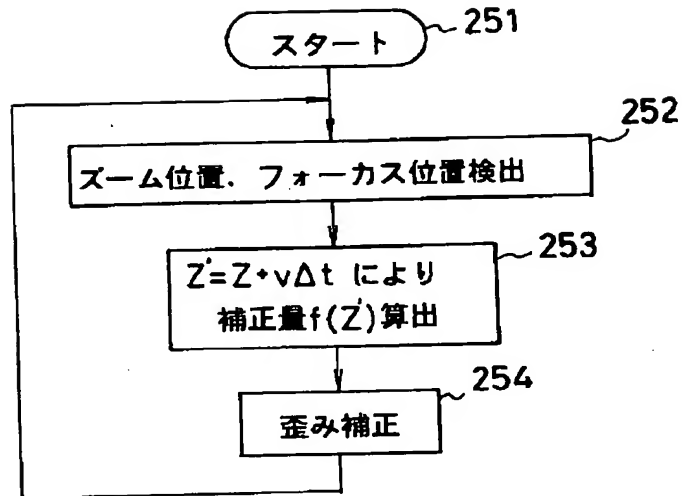 スタート
251
252
ズーム位置、フォーカス位置検出
253
Z'=Z+vΔt により
補正量f(Z')算出
254
歪み補正